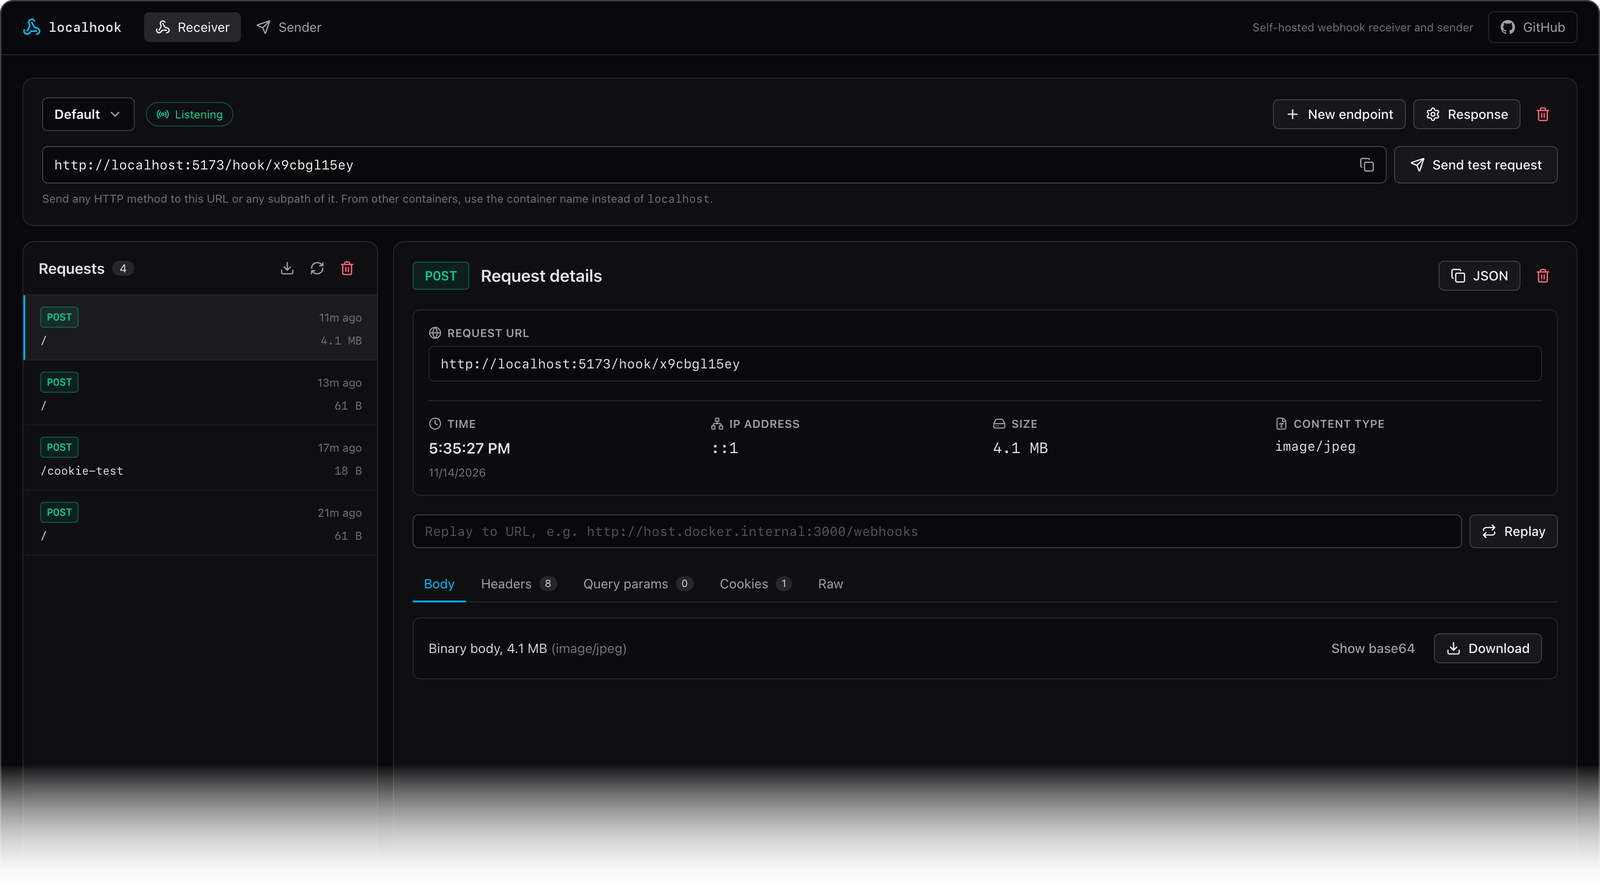 localhook Receiver Sender Self-hosted webhook receiver and sender GitHub
Default Listening New endpoint Response
http://localhost:5173/hook/x9cbgl15ey Send test request
Send any HTTP method to this URL or any subpath of it. From other containers, use the container name instead of localhost.
Requests 4
POST 11m ago
/ 4.1 MB
POST 13m ago
/ 61 B
POST 17m ago
/cookie-test 18 B
POST 21m ago
/ 61 B
POST Request details JSON
REQUEST URL
http://localhost:5173/hook/x9cbgl15ey
TIME IP ADDRESS SIZE CONTENT TYPE
5:35:27 PM ::1 4.1 MB image/jpeg
11/14/2026
Replay to URL, e.g. http://host.docker.internal:3000/webhooks Replay
Body Headers 8 Query params 0 Cookies 1 Raw
Binary body, 4.1 MB (image/jpeg) Show base64 Download